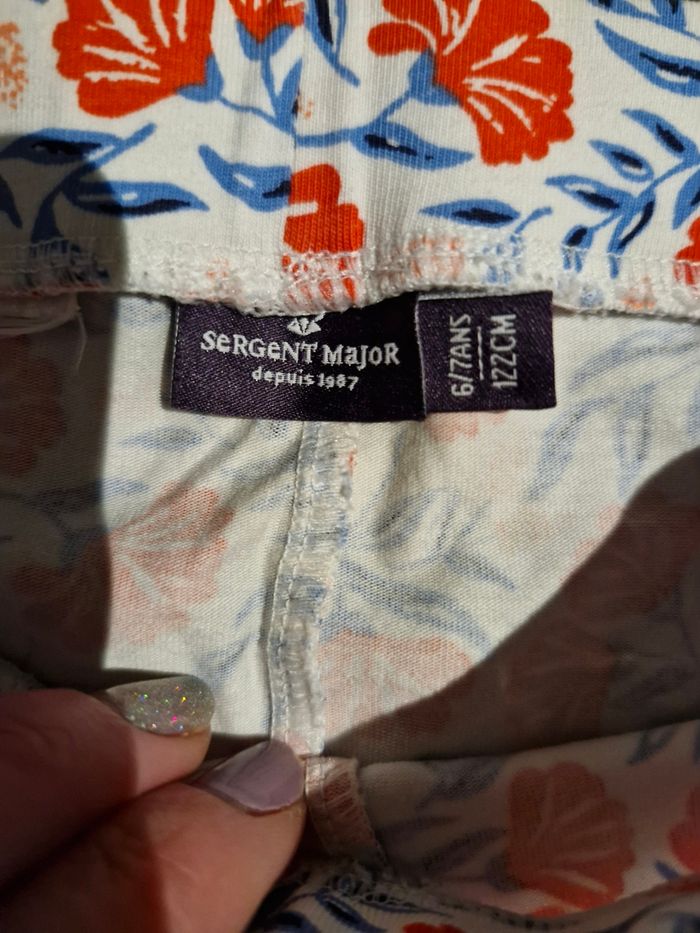 SeRGeNT MaJoR
depuis 1987
6/7ANS
122CM